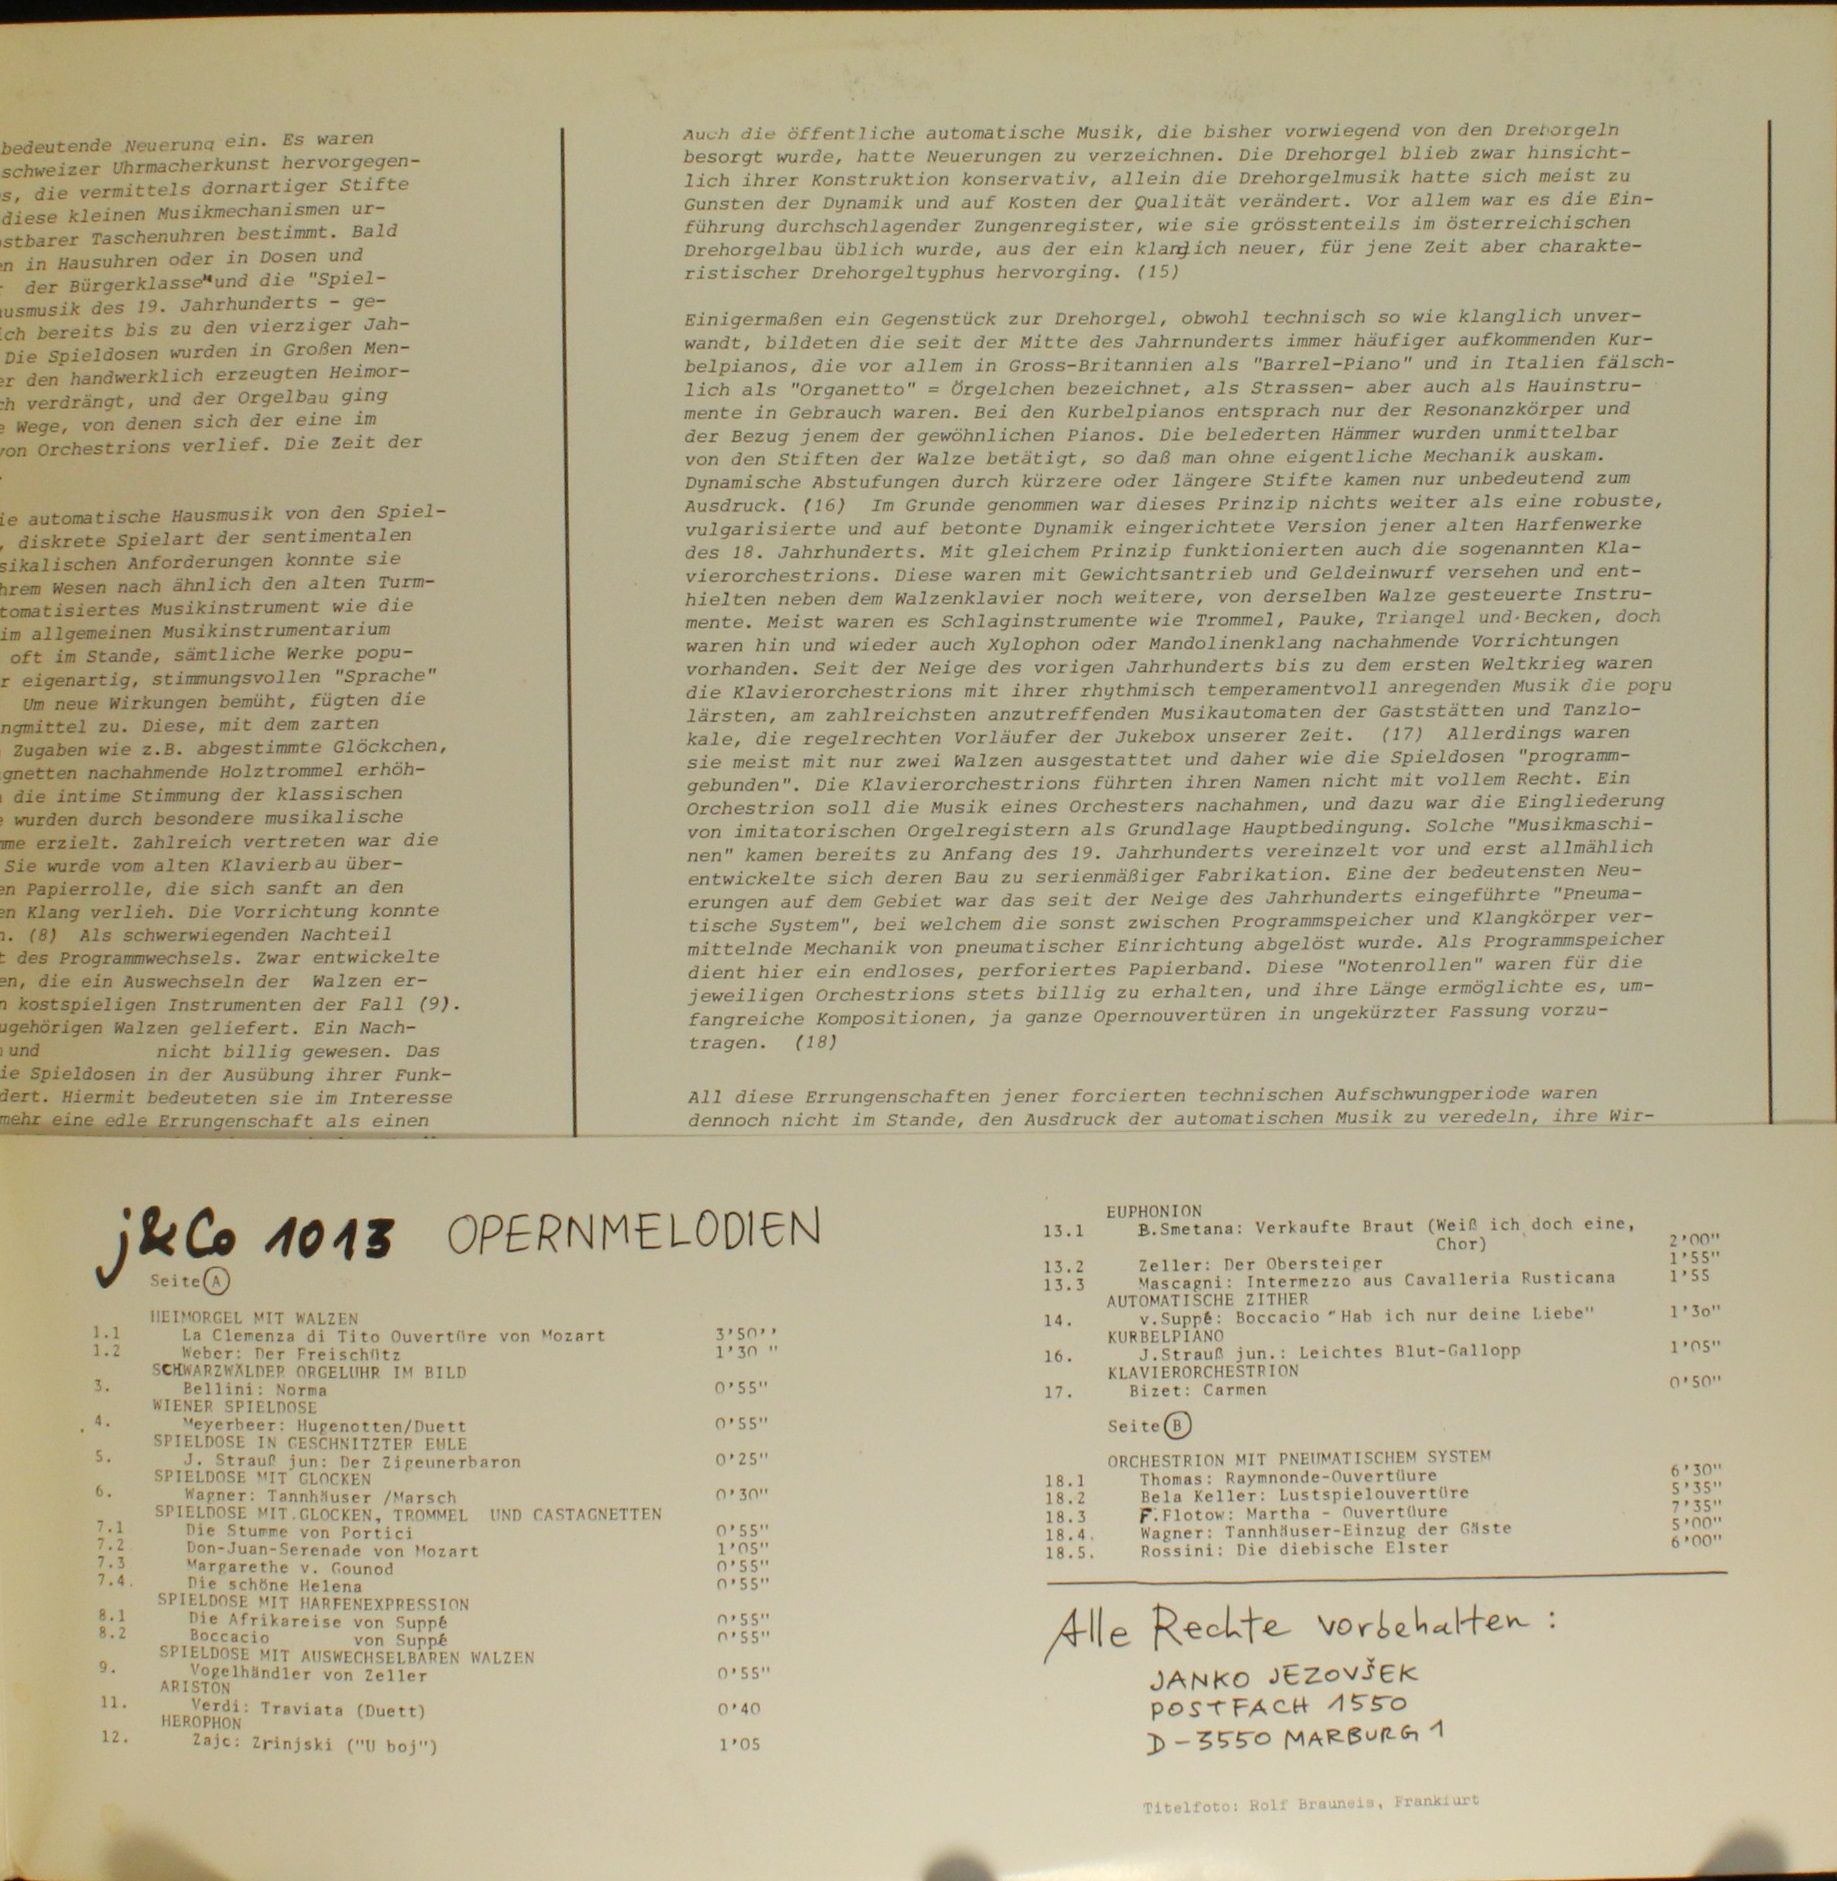 bedeutende Neuerung ein. Es waren
schweizer Uhrmacherkunst hervorgegen-
s, die vermittels dornartiger Stifte
diese kleinen Musikmechanismen ur-
stbarer Taschenuhren bestimmt. Bald
en in Hausuhren oder in Dosen und
der Bürgerklasse"und die "Spiel-
usmusik des 19. Jahrhunderts - ge-
ich bereits bis zu den vierziger Jah-
Die Spieldosen wurden in Großen Men-
er den handwerklich erzeugten Heimor-
ch verdrängt, und der Orgelbau ging
e Wege, von denen sich der eine im
von Orchestrions verlief. Die Zeit der
ie automatische Hausmusik von den Spiel-
, diskrete Spielart der sentimentalen
sikalischen Anforderungen konnte sie
hrem Wesen nach ähnlich den alten Turm-
tomatisiertes Musikinstrument wie die
im allgemeinen Musikinstrumentarium
oft im Stande, sämtliche Werke popu-
r eigenartig, stimmungsvollen "Sprache"
Um neue Wirkungen bemüht, fügten die
ngmittel zu. Diese, mit dem zarten
Zugaben wie z.B. abgestimmte Glöckchen,
gnetten nachahmende Holztrommel erhöh-
die intime Stimmung der klassischen
e wurden durch besondere musikalische
mme erzielt. Zahlreich vertreten war die
Sie wurde vom alten Klavierbau über-
en Papierrolle, die sich sanft an den
en Klang verlieh. Die Vorrichtung konnte
n. (8) Als schwerwiegenden Nachteil
t des Programmwechsels. Zwar entwickelte
en, die ein Auswechseln der Walzen er-
n kostspieligen Instrumenten der Fall (9).
ugehörigen Walzen geliefert. Ein Nach-
und nicht billig gewesen. Das
ie Spieldosen in der Ausübung ihrer Funk-
dert. Hiermit bedeuteten sie im Interesse
mehr eine edle Errungenschaft als einen
Auch die öffentliche automatische Musik, die bisher vorwiegend von den Drehorgeln
besorgt wurde, hatte Neuerungen zu verzeichnen. Die Drehorgel blieb zwar hinsicht-
lich ihrer Konstruktion konservativ, allein die Drehorgelmusik hatte sich meist zu
Gunsten der Dynamik und auf Kosten der Qualität verändert. Vor allem war es die Ein-
führung durchschlagender Zungenregister, wie sie grösstenteils im österreichischen
Drehorgelbau üblich wurde, aus der ein klanglich neuer, für jene Zeit aber charakte-
ristischer Drehorgeltyphus hervorging. (15)
Einigermaßen ein Gegenstück zur Drehorgel, obwohl technisch so wie klanglich unver-
wandt, bildeten die seit der Mitte des Jahrnunderts immer häufiger aufkommenden Kur-
belpianos, die vor allem in Gross-Britannien als "Barrel-Piano" und in Italien fälsch-
lich als "Organetto" = Örgelchen bezeichnet, als Strassen- aber auch als Hauinstru-
mente in Gebrauch waren. Bei den Kurbelpianos entsprach nur der Resonanzkörper und
der Bezug jenem der gewöhnlichen Pianos. Die belederten Hämmer wurden unmittelbar
von den Stiften der Walze betätigt, so daß man ohne eigentliche Mechanik auskam.
Dynamische Abstufungen durch kürzere oder längere Stifte kamen nur unbedeutend zum
Ausdruck. (16) Im Grunde genommen war dieses Prinzip nichts weiter als eine robuste,
vulgarisierte und auf betonte Dynamik eingerichtete Version jener alten Harfenwerke
des 18. Jahrhunderts. Mit gleichem Prinzip funktionierten auch die sogenannten Kla-
vierorchestrions. Diese waren mit Gewichtsantrieb und Geldeinwurf versehen und ent-
hielten neben dem Walzenklavier noch weitere, von derselben Walze gesteuerte Instru-
mente. Meist waren es Schlaginstrumente wie Trommel, Pauke, Triangel und Becken, doch
waren hin und wieder auch Xylophon oder Mandolinenklang nachahmende Vorrichtungen
vorhanden. Seit der Neige des vorigen Jahrhunderts bis zu dem ersten Weltkrieg waren
die Klavierorchestrions mit ihrer rhythmisch temperamentvoll anregenden Musik die popu
lärsten, am zahlreichsten anzutreffenden Musikautomaten der Gaststätten und Tanzlo-
kale, die regelrechten Vorläufer der Jukebox unserer Zeit. (17) Allerdings waren
sie meist mit nur zwei Walzen ausgestattet und daher wie die Spieldosen "programm-
gebunden". Die Klavierorchestrions führten ihren Namen nicht mit vollem Recht. Ein
Orchestrion soll die Musik eines Orchesters nachahmen, und dazu war die Eingliederung
von imitatorischen Orgelregistern als Grundlage Hauptbedingung. Solche "Musikmaschi-
nen" kamen bereits zu Anfang des 19. Jahrhunderts vereinzelt vor und erst allmählich
entwickelte sich deren Bau zu serienmäßiger Fabrikation. Eine der bedeutensten Neu-
erungen auf dem Gebiet war das seit der Neige des Jahrhunderts eingeführte "Pneuma-
tische System", bei welchem die sonst zwischen Programmspeicher und Klangkörper ver-
mittelnde Mechanik von pneumatischer Einrichtung abgelöst wurde. Als Programmspeicher
dient hier ein endloses, perforiertes Papierband. Diese "Notenrollen" waren für die
jeweiligen Orchestrions stets billig zu erhalten, und ihre Länge ermöglichte es, um-
fangreiche Kompositionen, ja ganze Opernouvertüren in ungekürzter Fassung vorzu-
tragen. (18)
All diese Errungenschaften jener forcierten technischen Aufschwungperiode waren
dennoch nicht im Stande, den Ausdruck der automatischen Musik zu veredeln, ihre Wir-
j&Co 1013 OPERNMELODIEN
Seite A
HEIMORGEL MIT WALZEN
1.1 La Clemenza di Tito Ouvertüre von Mozart 3'50''
1.2 Weber: Der Freischütz 1'30 "
SCHWARZWÄLDER ORGELUHR IM BILD
3. Bellini: Norma 0'55"
WIENER SPIELDOSE
4. Meyerbeer: Hugenotten/Duett 0'55"
SPIELDOSE IN GESCHNITZTER EULE
5. J. Strauß jun: Der Zigeunerbaron 0'25"
SPIELDOSE MIT GLOCKEN
6. Wagner: Tannhäuser /Marsch 0'30"
SPIELDOSE MIT.GLOCKEN, TROMMEL UND CASTAGNETTEN
7.1 Die Stumme von Portici 0'55"
7.2 Don-Juan-Serenade von Mozart 1'05"
7.3 Margarethe v. Gounod 0'55"
7.4. Die schöne Helena 0'55"
SPIELDOSE MIT HARFENEXPRESSION
8.1 Die Afrikareise von Suppé 0'55"
8.2 Boccacio von Suppé 0'55"
SPIELDOSE MIT AUSWECHSELBAREN WALZEN
9. Vogelhändler von Zeller 0'55"
ARISTON
11. Verdi: Traviata (Duett) 0'40
HEROPHON
12. Zajc: Zrinjski ("U boj") 1'05
EUPHONION
13.1 B.Smetana: Verkaufte Braut (Weiß ich doch eine,
Chor) 2'00"
13.2 Zeller: Der Obersteiger 1'55"
13.3 Mascagni: Intermezzo aus Cavalleria Rusticana 1'55
AUTOMATISCHE ZITHER
14. v.Suppé: Boccacio "Hab ich nur deine Liebe" 1'3o"
KURBELPIANO
16. J.Strauß jun.: Leichtes Blut-Gallopp 1'05"
KLAVIERORCHESTRION
17. Bizet: Carmen 0'50"
Seite B
ORCHESTRION MIT PNEUMATISCHEM SYSTEM
18.1 Thomas: Raymnonde-Ouvertüure 6'30"
18.2 Bela Keller: Lustspielouvertüre 5'35"
18.3 F.Flotow: Martha - Ouvertüure 7'35"
18.4. Wagner: Tannhäuser-Einzug der Gäste 5'00"
18.5. Rossini: Die diebische Elster 6'00"
Alle Rechte vorbehalten:
JANKO JEZOVŠEK
POSTFACH 1550
D-3550 MARBURG 1
Titelfoto: Rolf Brauneis, Frankfurt